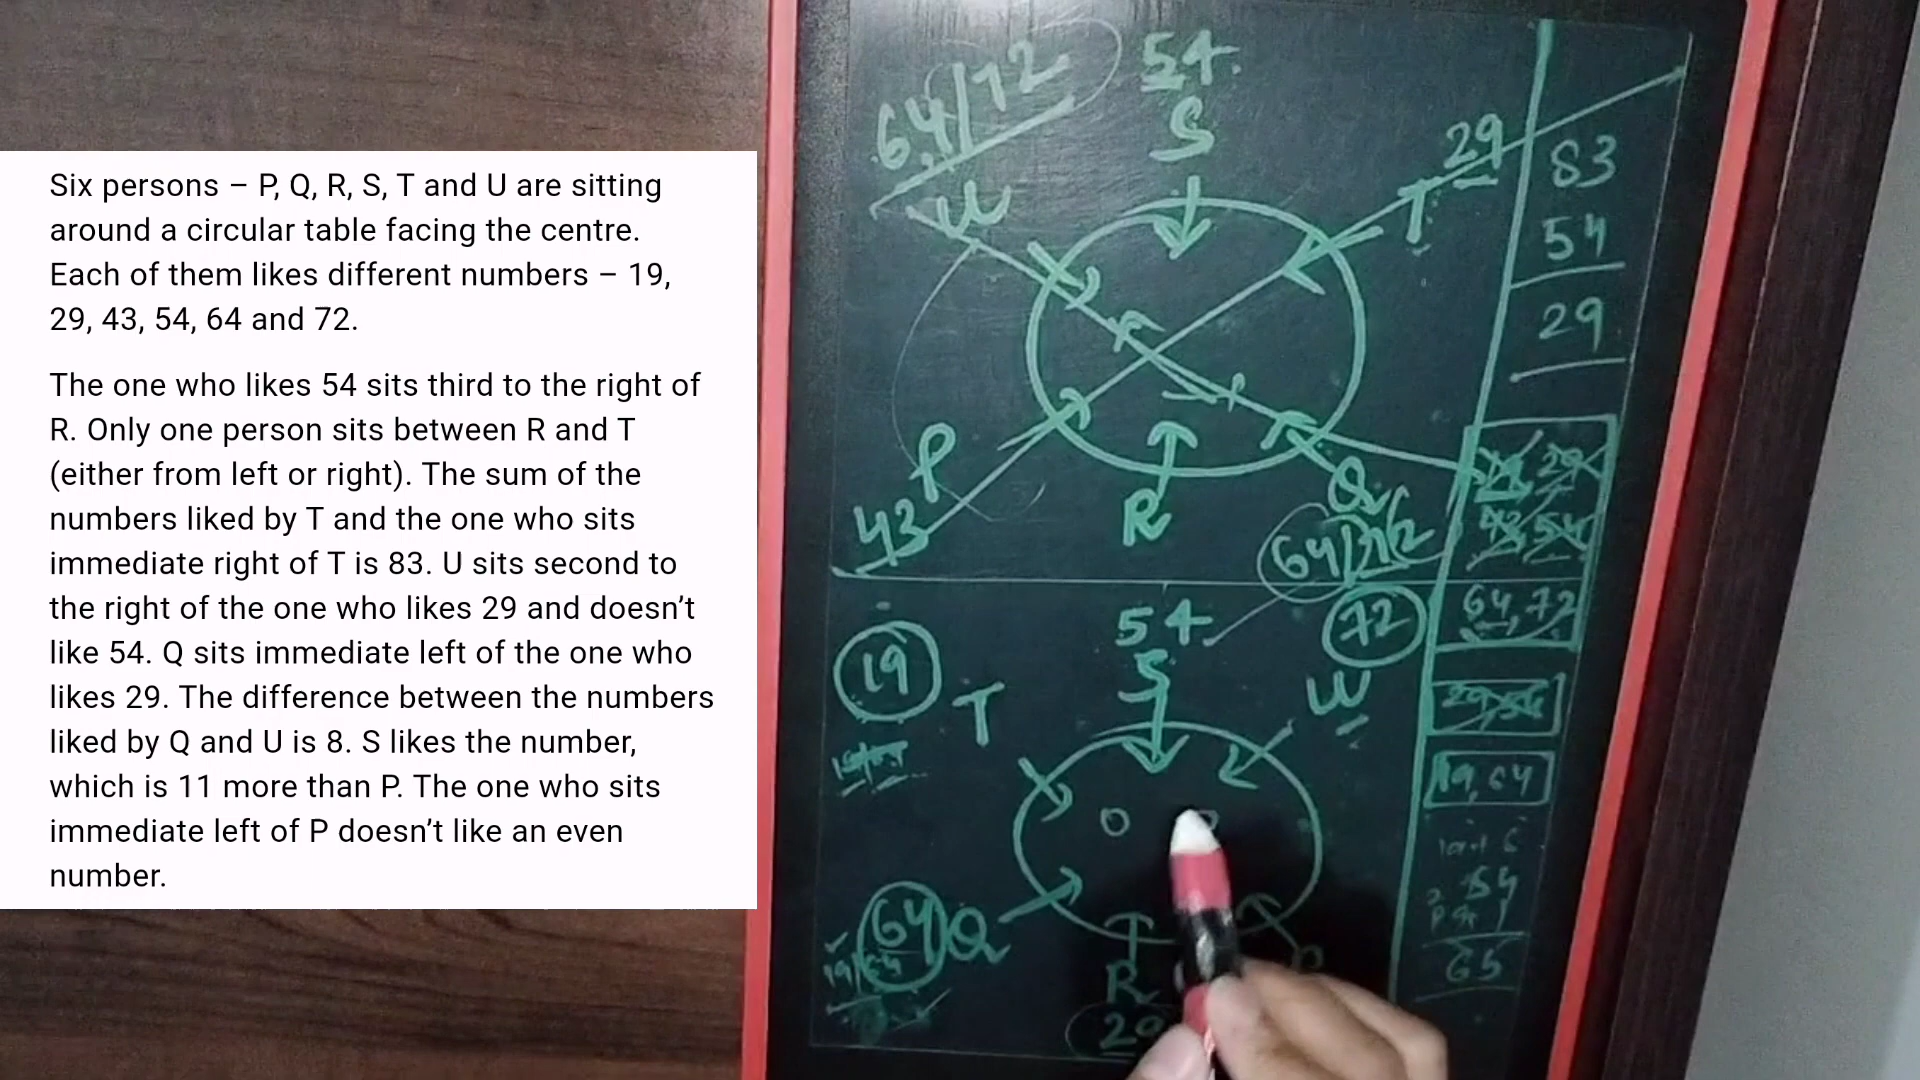 Six persons – P, Q, R, S, T and U are sitting
around a circular table facing the centre.
Each of them likes different numbers – 19,
29, 43, 54, 64 and 72.
The one who likes 54 sits third to the right of
R. Only one person sits between R and T
(either from left or right). The sum of the
numbers liked by T and the one who sits
immediate right of T is 83. U sits second to
the right of the one who likes 29 and doesn’t
like 54. Q sits immediate left of the one who
likes 29. The difference between the numbers
liked by Q and U is 8. S likes the number,
which is 11 more than P. The one who sits
immediate left of P doesn’t like an even
number.
64/72
54
S
29
U
T
P
43
R
Q
64/72
83
54
29
64, 72
19, 64
65
54
S
72
U
19
T
64
Q
R